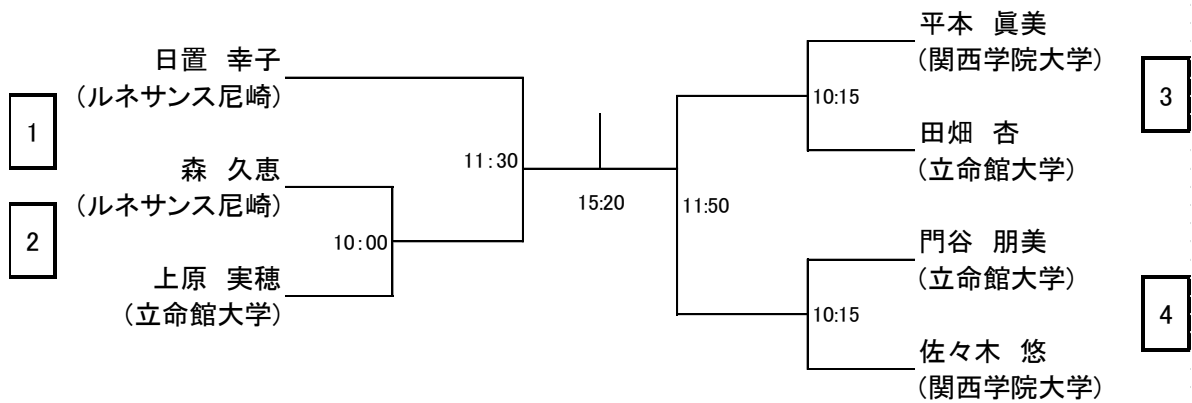 日置 幸子
(ルネサンス尼崎)
1
森 久恵
(ルネサンス尼崎)
2
上原 実穂
(立命館大学)
10:00
11:30
15:20
平本 眞美
(関西学院大学)
3
10:15
田畑 杏
(立命館大学)
11:50
門谷 朋美
(立命館大学)
4
10:15
佐々木 悠
(関西学院大学)